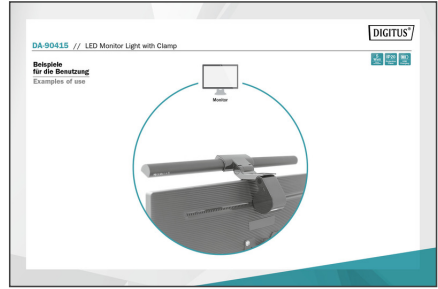 DIGITUS®
DA-90415 // LED Monitor Light with Clamp
Beispiele
für die Benutzung
Examples of use
Monitor